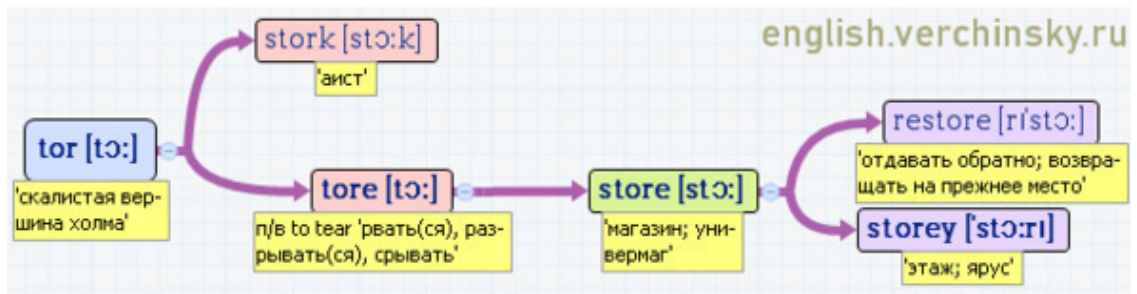 english.verchinsky.ru
stork [stɔ:k]
'аист'
tor [tɔ:]
'скалистая вер-
шина холма'
tore [tɔ:]
п/в to tear 'рвать(ся), раз-
рывать(ся), срывать'
store [stɔ:]
'магазин; уни-
вермаг'
restore [rɪ'stɔ:]
'отдавать обратно; возвра-
щать на прежнее место'
storey ['stɔ:rɪ]
'этаж; ярус'